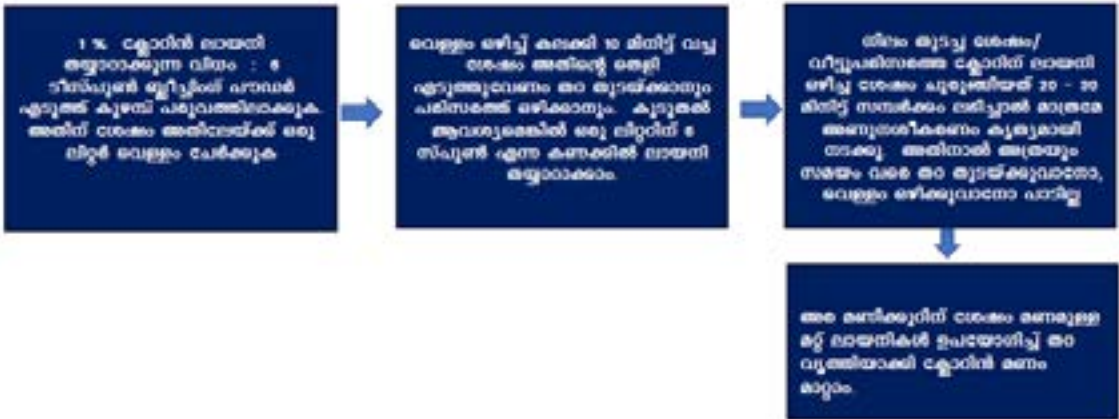 1 % ക്ലോറിൻ ലായനി
തയ്യാറാക്കുന്ന വിധം : 6
ടീസ്പൂൺ ബ്ലീച്ചിംഗ് പൗഡർ
എടുത്ത് കുഴമ്പ് പരുവത്തിലാക്കുക.
അതിന് ശേഷം അതിലേയ്ക്ക് ഒരു
ലിറ്റർ വെള്ളം ചേർക്കുക
വെള്ളം ഒഴിച്ച് കലക്കി 10 മിനിട്ട് വച്ച
ശേഷം അതിന്റെ തെളി
എടുത്തുവേണം തറ തുടയ്ക്കാനും
പരിസരത്ത് ഒഴിക്കാനും. കൂടുതൽ
ആവശ്യമെങ്കിൽ ഒരു ലിറ്ററിന് 6
സ്പൂൺ എന്ന കണക്കിൽ ലായനി
തയ്യാറാക്കാം.
നിലം തുടച്ച ശേഷം/
വീട്ടുപരിസരത്തെ ക്ലോറിന് ലായനി
ഒഴിച്ച ശേഷം ചുരുങ്ങിയത് 20 - 30
മിനിട്ട് സമ്പർക്കം ലഭിച്ചാൽ മാത്രമേ
അണുനശീകരണം കൃത്യമായി
നടക്കൂ. അതിനാൽ അത്രയും
സമയം വരെ തറ തുടയ്ക്കുവാനോ,
വെള്ളം ഒഴിക്കുവാനോ പാടില്ല
അര മണിക്കൂറിന് ശേഷം മണമുള്ള
മറ്റ് ലായനികൾ ഉപയോഗിച്ച് തറ
വൃത്തിയാക്കി ക്ലോറിൻ മണം
മാറ്റാം.